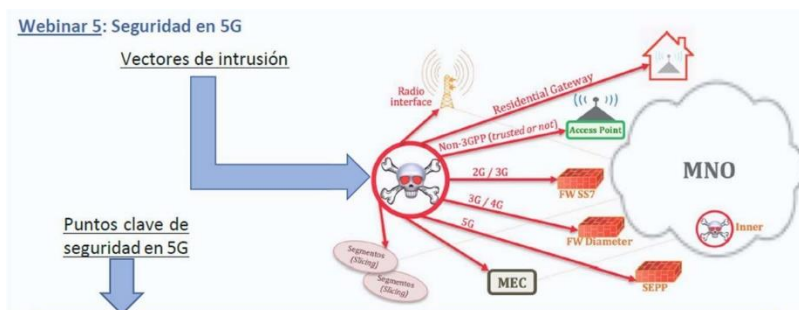 Webinar 5: Seguridad en 5G
Vectores de intrusión
Radio
interface
Residential Gateway
Non-3GPP (trusted or not)
Access Point
MNO
2G / 3G
FW SS7
3G / 4G
FW Diameter
5G
Inner
SEPP
MEC
Segmentos
(Slicing)
Segmentos
(Slicing)
Puntos clave de
seguridad en 5G